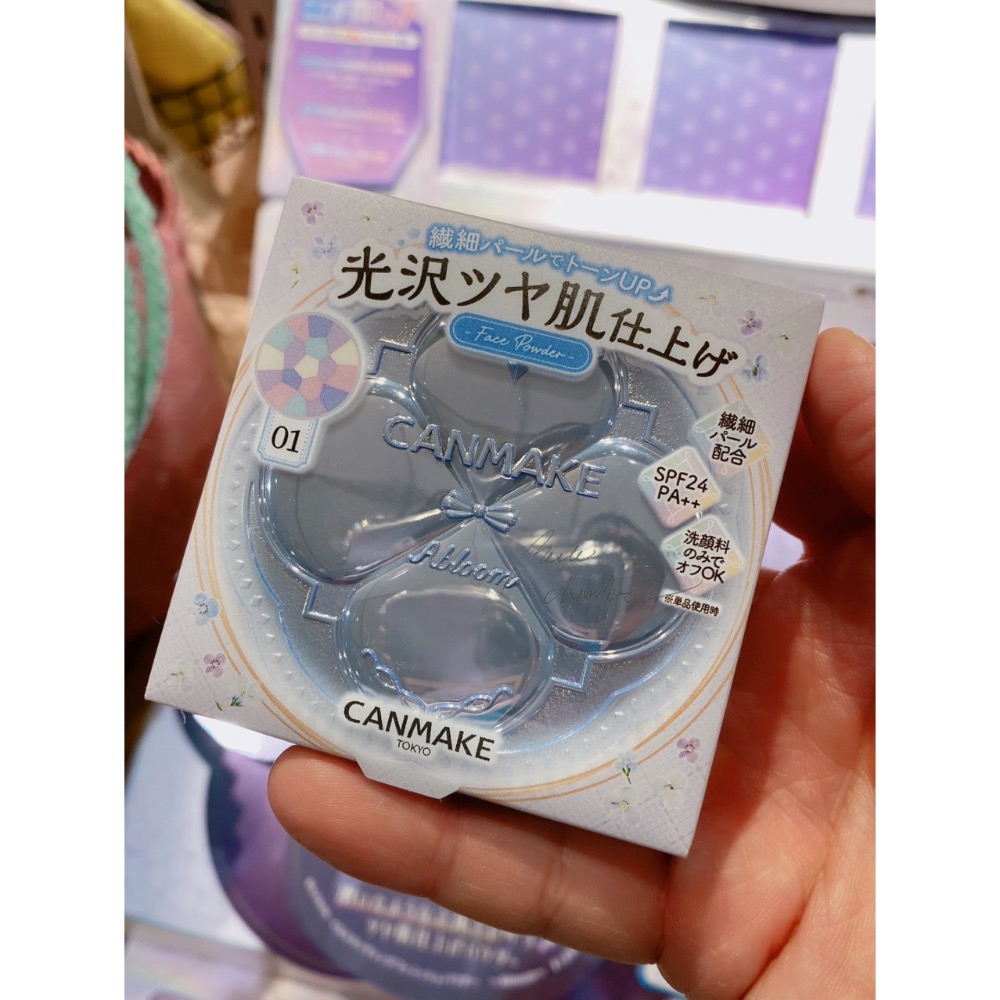 繊細パールでトーンUP
光沢ツヤ肌仕上げ
- Face Powder -
01
CANMAKE
Abloom
繊細
パール
配合
SPF24
PA++
洗顔料
のみで
オフOK
※単品使用時
CANMAKE
TOKYO